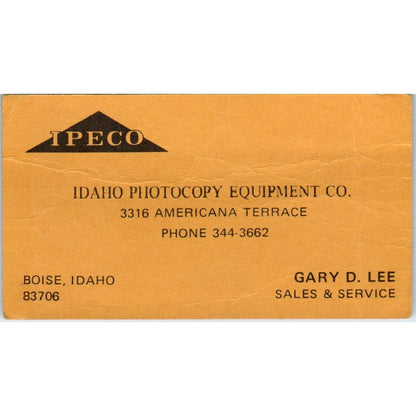 IPECO
IDAHO PHOTOCOPY EQUIPMENT CO.
3316 AMERICANA TERRACE
PHONE 344-3662
BOISE, IDAHO
83706
GARY D. LEE
SALES & SERVICE